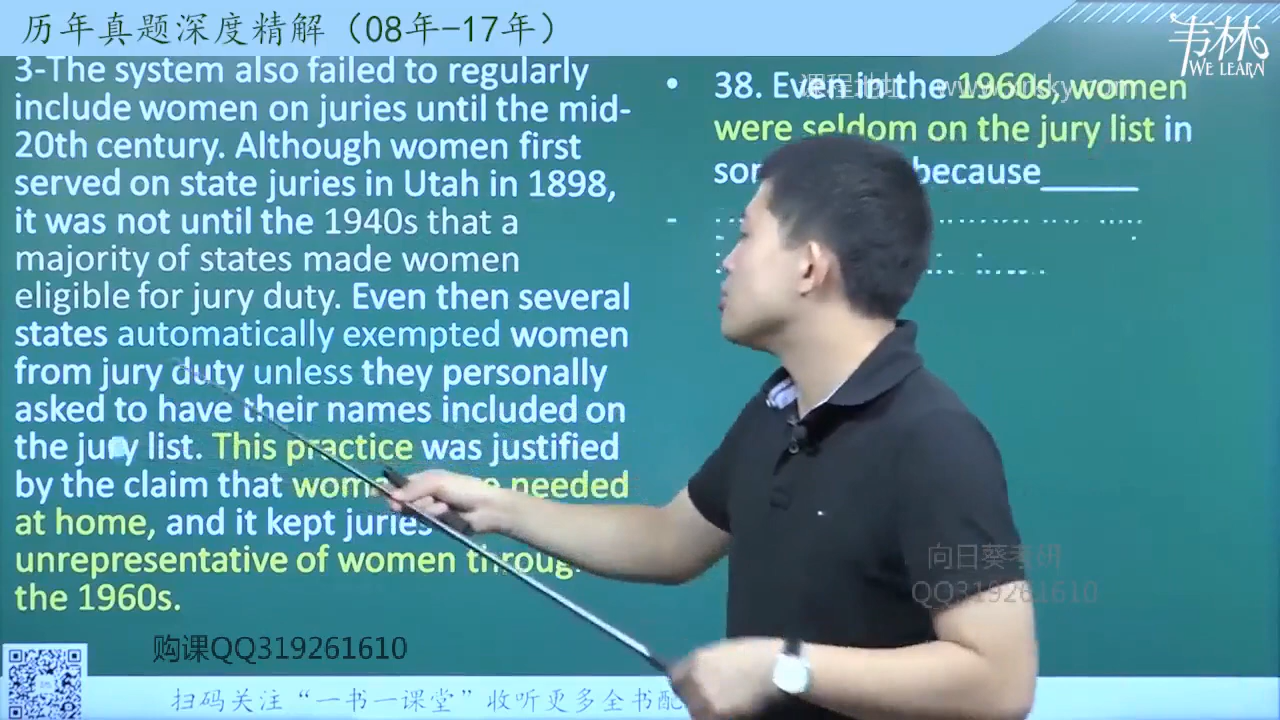 历年真题深度精解（08年-17年）
韦林
WE LEARN
3-The system also failed to regularly
include women on juries until the mid-
20th century. Although women first
served on state juries in Utah in 1898,
it was not until the 1940s that a
majority of states made women
eligible for jury duty. Even then several
states automatically exempted women
from jury duty unless they personally
asked to have their names included on
the jury list. This practice was justified
by the claim that needed
at home, and it kept juries
unrepresentative of women
the 1960s.
38. Even in the 1960s, women
were seldom on the jury list in
because______
课程地址
向日葵考研
QQ319261610
购课QQ319261610
扫码关注“一书一课堂”收听更多全书配